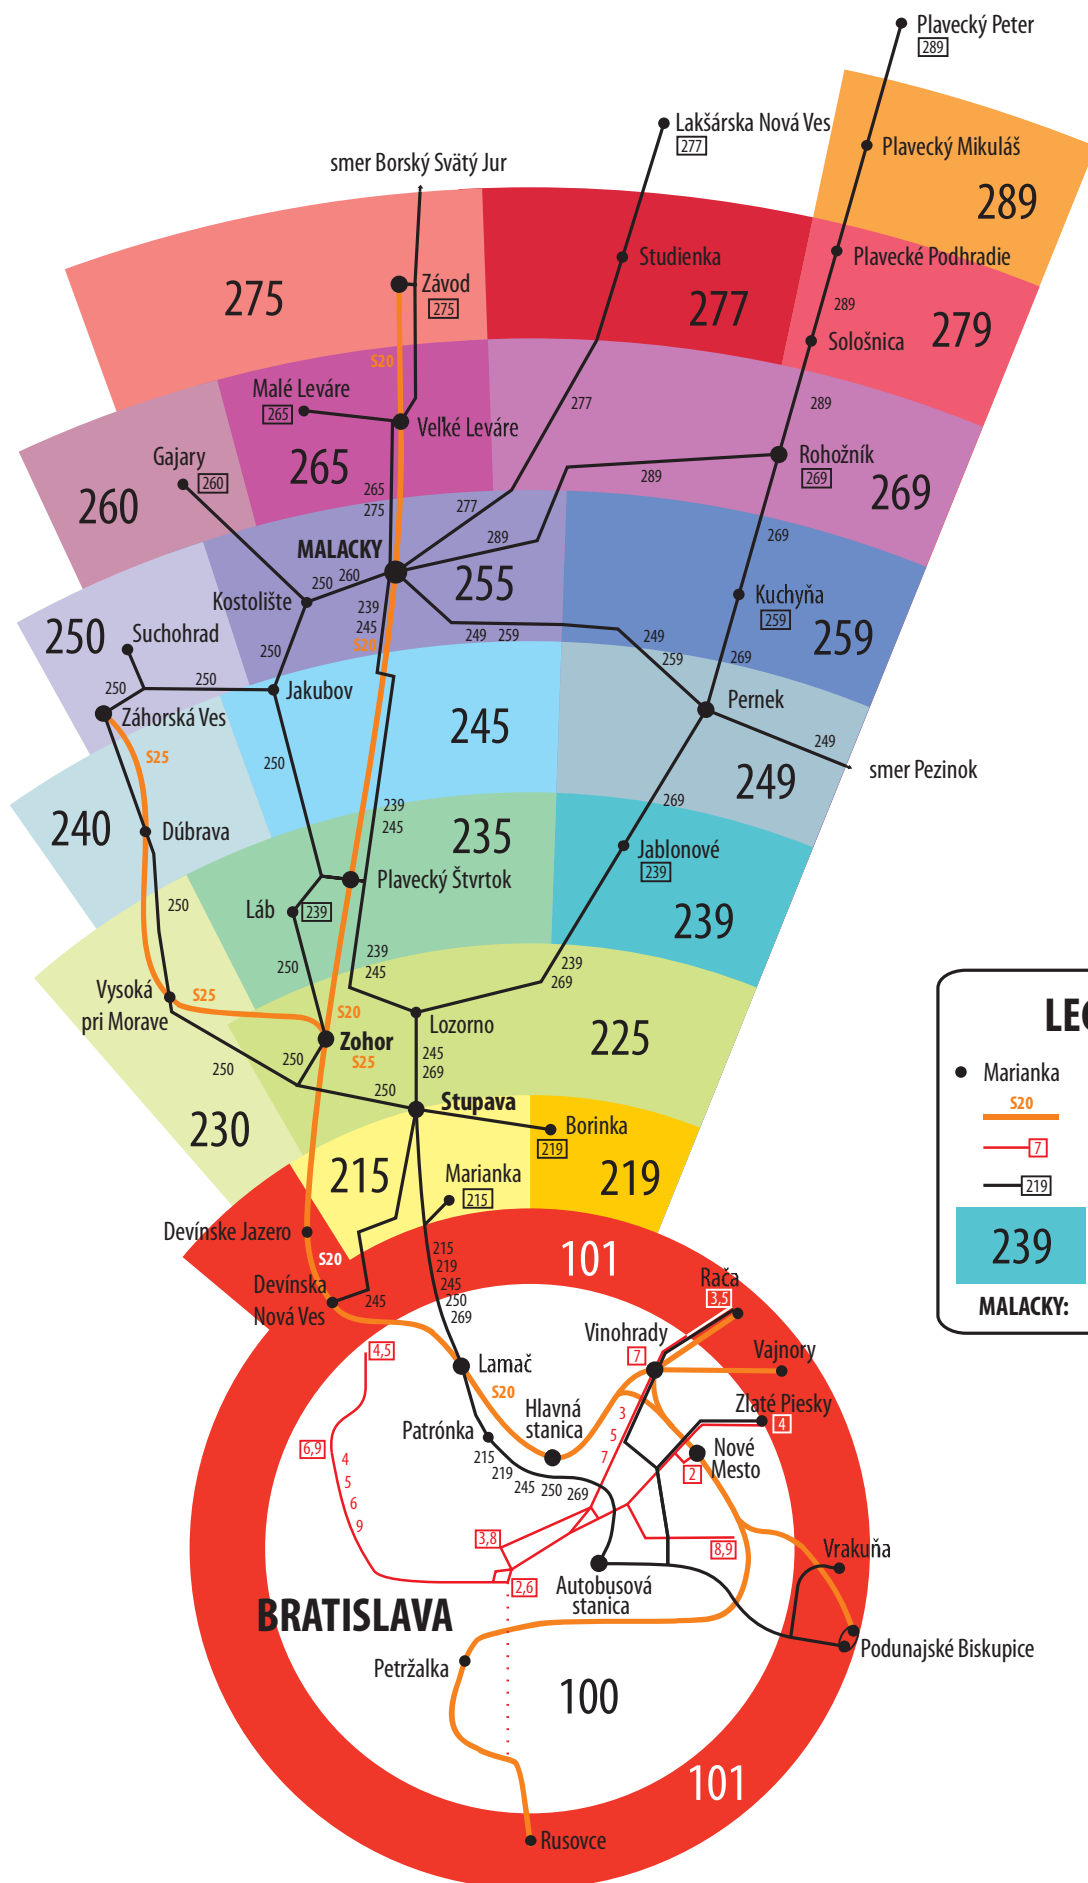 Plavecký Peter
289
Plavecký Mikuláš
289
Lakšárska Nová Ves
277
smer Borský Svätý Jur
Studienka
277
Plavecké Podhradie
289
Sološnica
279
275
Závod
275
S20
Malé Leváre
265
Veľké Leváre
265
277
289
Rohožník
269
289
269
Gajary
260
260
265
275
277
289
269
MALACKY
255
250
260
Kostolište
239
245
S20
249
259
249
259
Kuchyňa
259
259
269
250
Suchohrad
250
250
250
Jakubov
Záhorská Ves
S25
250
245
Pernek
249
smer Pezinok
249
269
240
Dúbrava
239
245
235
Plavecký Štvrtok
Jablonové
239
239
250
Láb
239
250
239
245
239
269
Vysoká
pri Morave
S25
S20
Zohor
S25
Lozorno
225
250
250
245
269
250
Stupava
230
215
Borinka
219
219
Marianka
215
Devínske Jazero
S20
Devínska
Nová Ves
245
215
219
245
250
269
101
Rača
3,5
Vinohrady
7
Vajnory
4,5
Lamač
S20
Hlavná
stanica
Zlaté Piesky
4
Patrónka
3
5
7
Nové
Mesto
2
6,9
4
5
6
9
215
219
245
250
269
3,8
8,9
Vrakuňa
2,6
Autobusová
stanica
BRATISLAVA
Podunajské Biskupice
Petržalka
100
101
Rusovce
LEG
Marianka
S20
7
219
239
MALACKY: